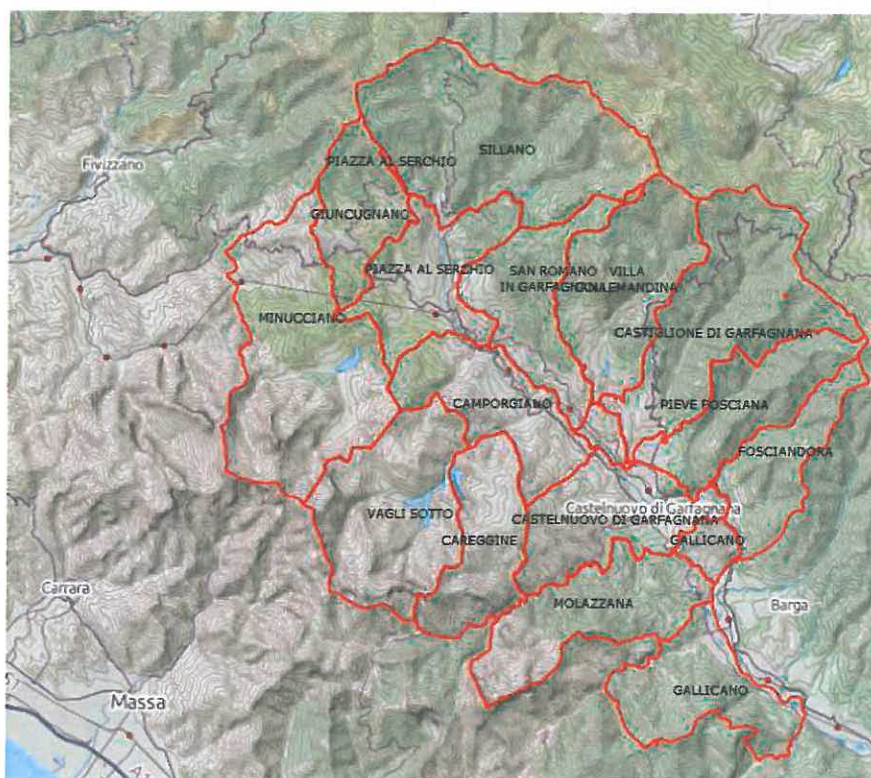 SILLANO
Fivizzano
PIAZZA AL SERCHIO
GIUNCUGNANO
PIAZZA AL SERCHIO
SAN ROMANO
IN GARFAGNANA
VILLA
COLLEMANDINA
MINUCCIANO
CASTIGLIONE DI GARFAGNANA
CAMPORGIANO
PIEVE FOSCIANA
FOSCIANDORA
VAGLI SOTTO
Castelnuovo di Garfagnana
CASTELNUOVO DI GARFAGNANA
CAREGGINE
GALLICANO
Carrara
MOLAZZANA
Barga
GALLICANO
Massa